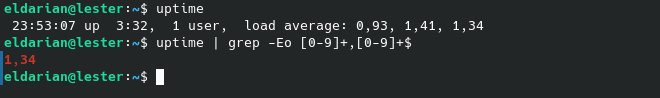 eldarian@lester:~$ uptime
 23:53:07 up  3:32,  1 user,  load average: 0,93, 1,41, 1,34
eldarian@lester:~$ uptime | grep -Eo [0-9]+,[0-9]+$
1,34
eldarian@lester:~$